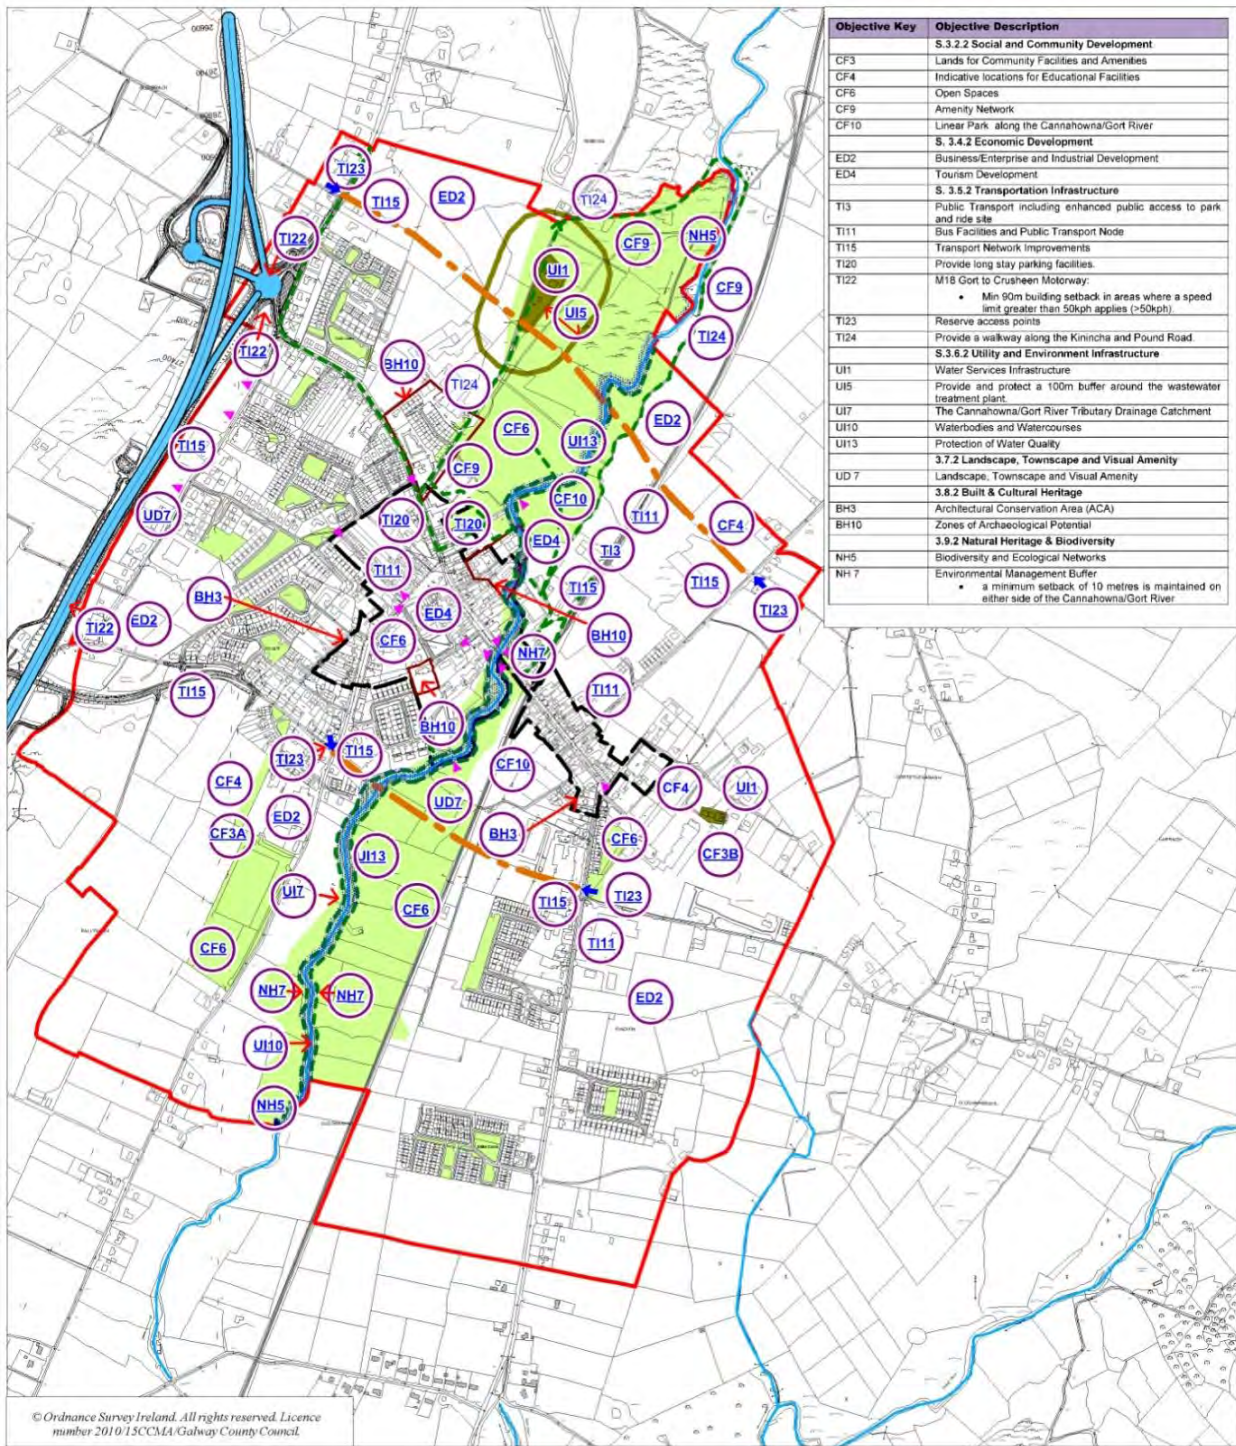 Objective Key Objective Description
S.3.2.2 Social and Community Development
CF3 Lands for Community Facilities and Amenities
CF4 Indicative locations for Educational Facilities
CF6 Open Spaces
CF9 Amenity Network
CF10 Linear Park along the Cannahowna/Gort River
S. 3.4.2 Economic Development
ED2 Business/Enterprise and Industrial Development
ED4 Tourism Development
S. 3.5.2 Transportation Infrastructure
TI3 Public Transport including enhanced public access to park
and ride site
TI11 Bus Facilities and Public Transport Node
TI15 Transport Network Improvements
TI20 Provide long stay parking facilities.
TI22 M18 Gort to Crusheen Motorway:
• Min 90m building setback in areas where a speed
limit greater than 50kph applies (>50kph).
TI23 Reserve access points
TI24 Provide a walkway along the Kinincha and Pound Road.
S.3.6.2 Utility and Environment Infrastructure
UI1 Water Services Infrastructure
UI5 Provide and protect a 100m buffer around the wastewater
treatment plant.
UI7 The Cannahowna/Gort River Tributary Drainage Catchment
UI10 Waterbodies and Watercourses
UI13 Protection of Water Quality
3.7.2 Landscape, Townscape and Visual Amenity
UD 7 Landscape, Townscape and Visual Amenity
3.8.2 Built & Cultural Heritage
BH3 Architectural Conservation Area (ACA)
BH10 Zones of Archaeological Potential
3.9.2 Natural Heritage & Biodiversity
NH5 Biodiversity and Ecological Networks
NH 7 Environmental Management Buffer
• a minimum setback of 10 metres is maintained on
either side of the Cannahowna/Gort River
TI23
TI15
ED2
TI24
TI22
CF9
NH5
UI1
CF9
UI5
TI24
TI22
BH10
TI24
ED2
CF6
UI13
TI15
CF9
CF10
UD7
TI20
TI20
TI11
CF4
ED4
TI3
TI11
TI15
TI15
BH3
ED4
TI23
TI22
ED2
CF6
BH10
NH7
TI15
TI11
BH10
TI23
TI15
CF10
CF4
CF4
UI1
ED2
UD7
CF3A
BH3
CF6
CF3B
UI13
UI7
CF6
TI15
TI23
CF6
TI11
NH7
NH7
ED2
UI10
NH5
26800
26900
27200
27300
27400
© Ordnance Survey Ireland. All rights reserved. Licence
number 2010/15CCMA/Galway County Council.